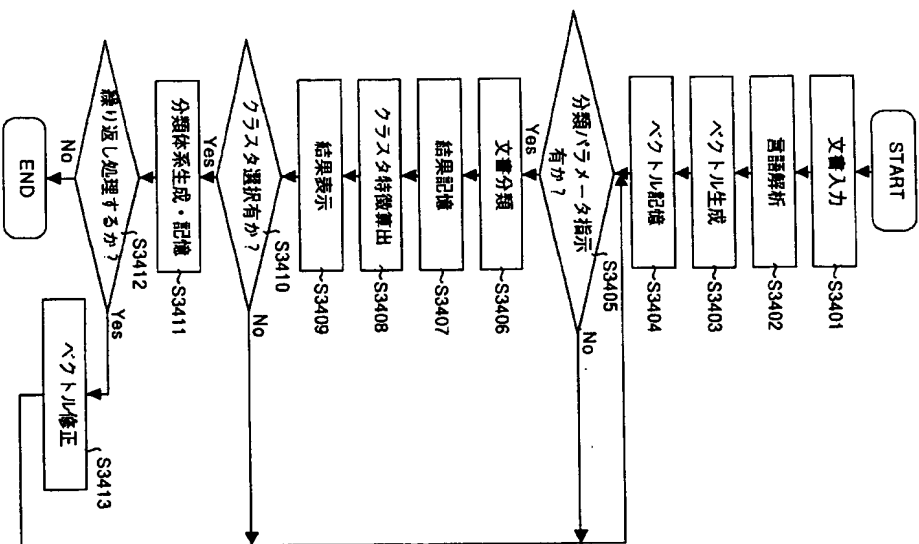 START
文書入力
~S3401
言語解析
~S3402
ベクトル生成
~S3403
ベクトル記憶
~S3404
分類パラメータ指示
有か？
S3405
No
Yes
文書分類
~S3406
結果記憶
~S3407
クラスタ特徴算出
~S3408
結果表示
~S3409
クラスタ選択有か？
S3410
No
Yes
分類体系生成・記憶
~S3411
繰り返し処理するか？
S3412
Yes
No
ベクトル修正
S3413
END